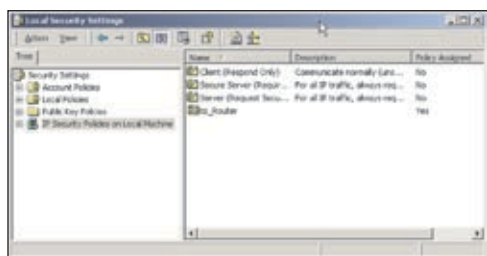 Local Security Settings
Action View
Tree
Name Description Policy Assigned
Security Settings
Account Policies
Local Policies
Public Key Policies
IP Security Policies on Local Machine
Client (Respond Only) Communicate normally (uns... No
Secure Server (Requir... For all IP traffic, always req... No
Server (Request Secu... For all IP traffic, always req... No
to_Router Yes